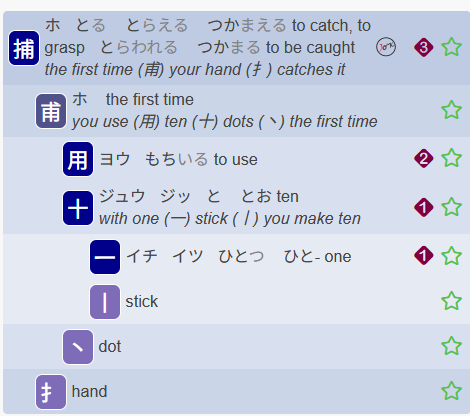 捕 ホ とる とらえる つかまえる to catch, to
grasp とらわれる つかまる to be caught 3
the first time (甫) your hand (扌) catches it
甫 ホ the first time
you use (用) ten (十) dots (丶) the first time
用 ヨウ もちいる to use 2
十 ジュウ ジッ と とお ten 1
with one (一) stick (丨) you make ten
一 イチ イツ ひとつ ひと- one 1
丨 stick
丶 dot
扌 hand